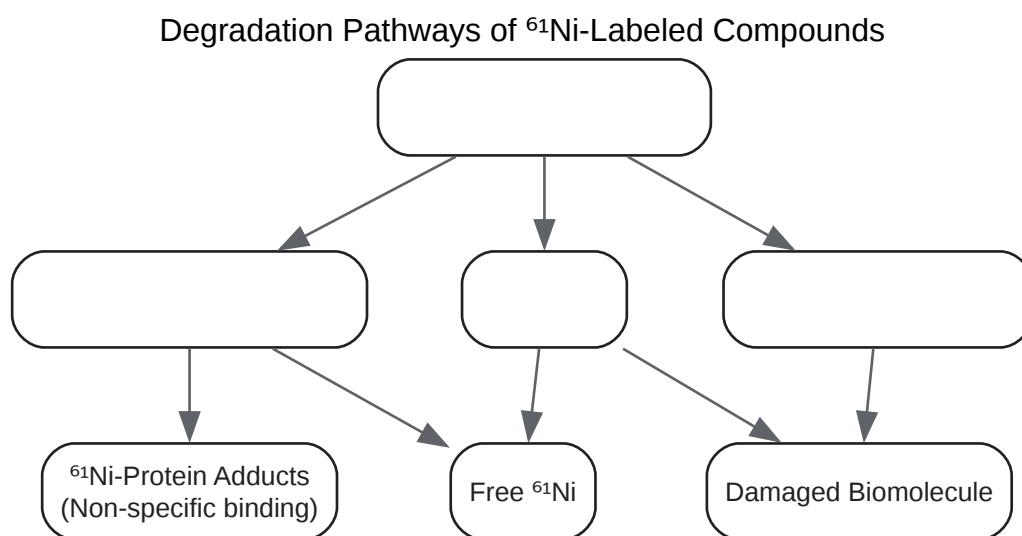 Degradation Pathways of ⁶¹Ni-Labeled Compounds
⁶¹Ni-Protein Adducts
(Non-specific binding)
Free ⁶¹Ni
Damaged Biomolecule